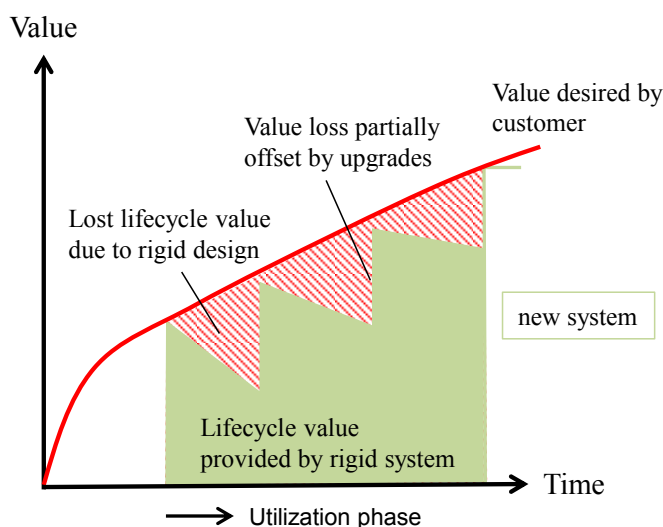 Value
Value desired by
customer
Value loss partially
offset by upgrades
Lost lifecycle value
due to rigid design
new system
Lifecycle value
provided by rigid system
Time
Utilization phase